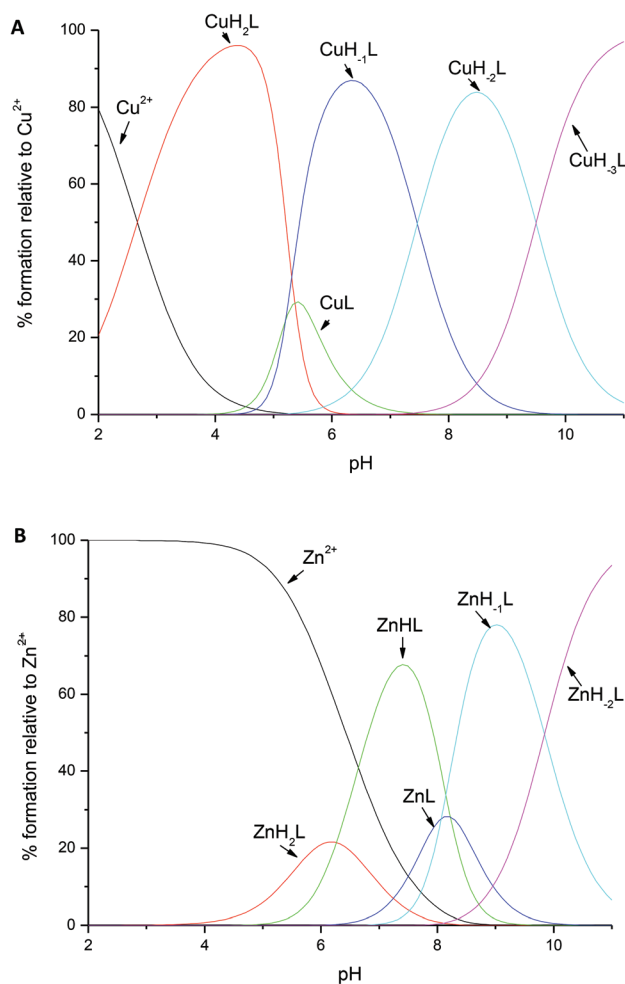 A
% formation relative to Cu²⁺
100
80
60
40
20
0
Cu²⁺
CuH₂L
CuL
CuH₋₁L
CuH₋₂L
CuH₋₃L
2
4
6
8
10
pH
B
% formation relative to Zn²⁺
100
80
60
40
20
0
Zn²⁺
ZnH₂L
ZnHL
ZnL
ZnH₋₁L
ZnH₋₂L
2
4
6
8
10
pH